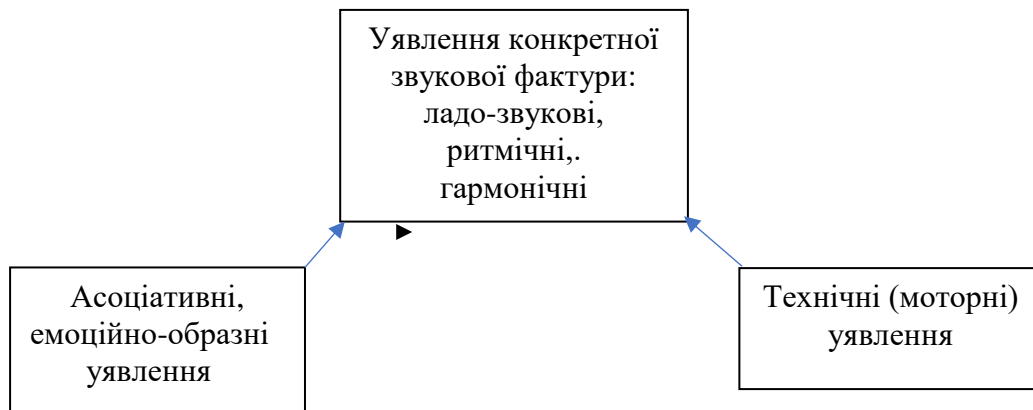 Уявлення конкретної
звукової фактури:
ладо-звукові,
ритмічні,.
гармонічні
Асоціативні,
емоційно-образні
уявлення
Технічні (моторні)
уявлення